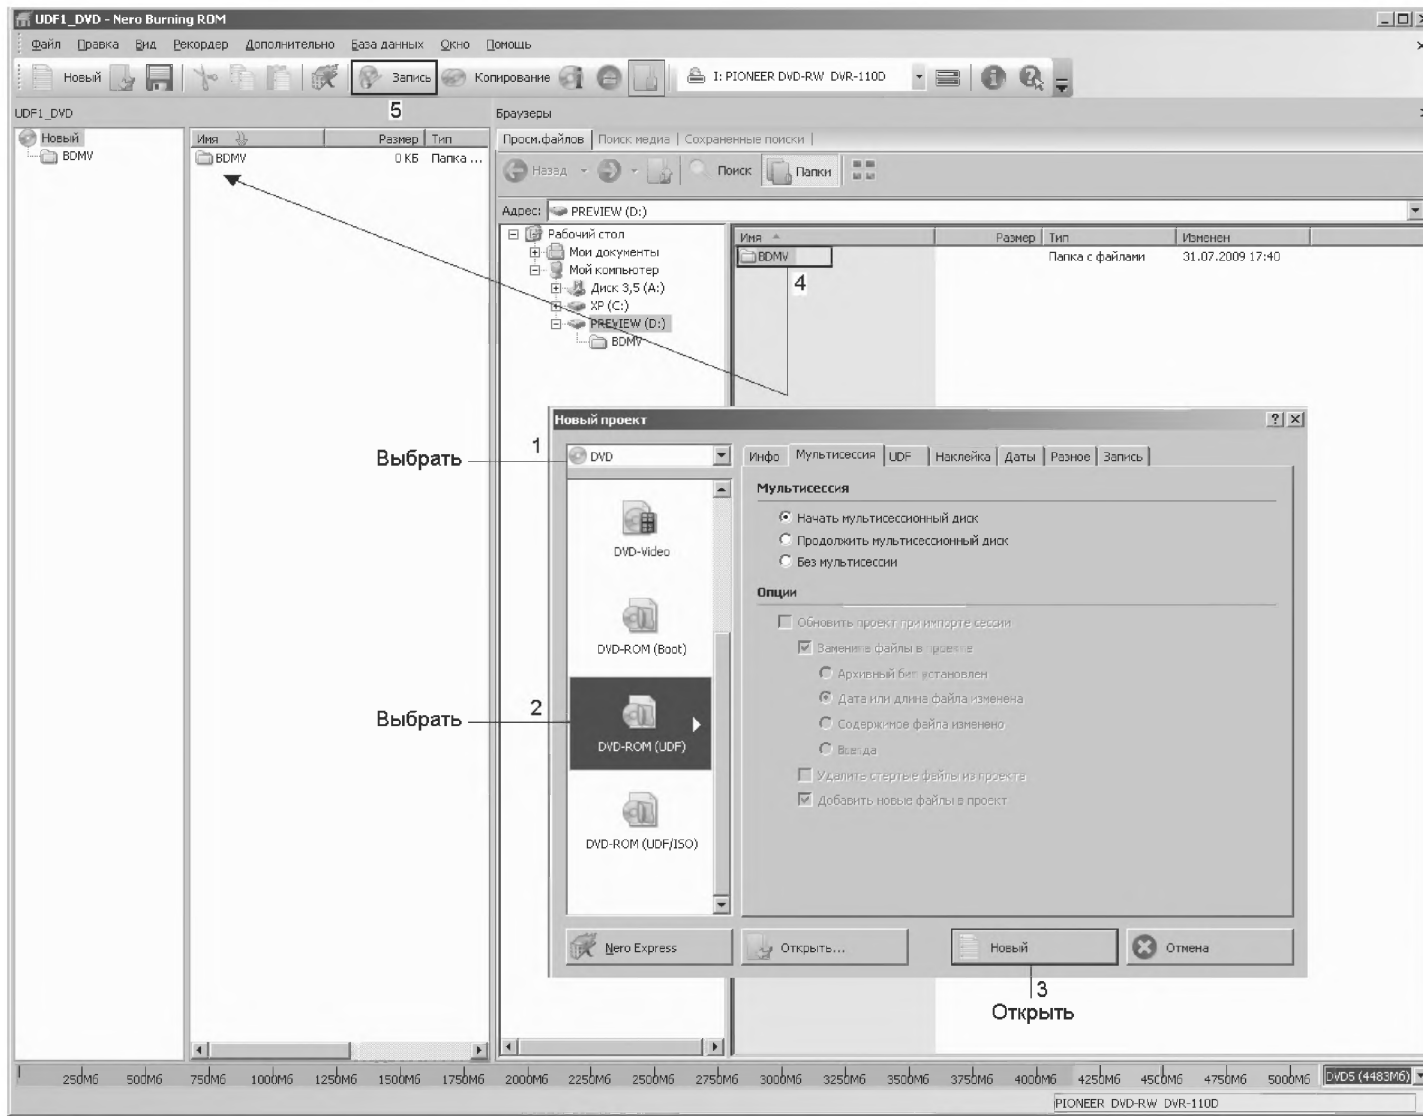 UDF1_DVD - Nero Burning ROM
Файл Правка Вид Рекордер Дополнительно База данных Окно Помощь
Новый Запись Копирование I: PIONEER DVD-RW DVR-110D
5
UDF1_DVD Браузеры
Новый
BDMV
Имя Размер Тип
BDMV 0 КБ Папка ...
Просм.файлов Поиск медиа Сохраненные поиски
Назад Поиск Папки
Адрес: PREVIEW (D:)
Рабочий стол
Мои документы
Мой компьютер
Диск 3,5 (A:)
XP (C:)
PREVIEW (D:)
BDMV
Имя Размер Тип Изменен
BDMV Папка с файлами 31.07.2009 17:40
4
Новый проект
1
Выбрать
DVD
DVD-Video
DVD-ROM (Boot)
2
Выбрать
DVD-ROM (UDF)
DVD-ROM (UDF/ISO)
Инфо Мультисессия UDF Наклейка Даты Разное Запись
Мультисессия
Начать мультисессионный диск
Продолжить мультисессионный диск
Без мультисессии
Опции
Обновить проект при импорте сессии
Заменить файлы в проекте
Архивный бит установлен
Дата или длина файла изменена
Содержимое файла изменено
Всегда
Удалить стертые файлы из проекта
Добавить новые файлы в проект
Nero Express Открыть... Новый Отмена
3
Открыть
250Мб 500Мб 750Мб 1000Мб 1250Мб 1500Мб 1750Мб 2000Мб 2250Мб 2500Мб 2750Мб 3000Мб 3250Мб 3500Мб 3750Мб 4000Мб 4250Мб 4500Мб 4750Мб 5000Мб DVD5 (4483Мб)
PIONEER DVD-RW DVR-110D